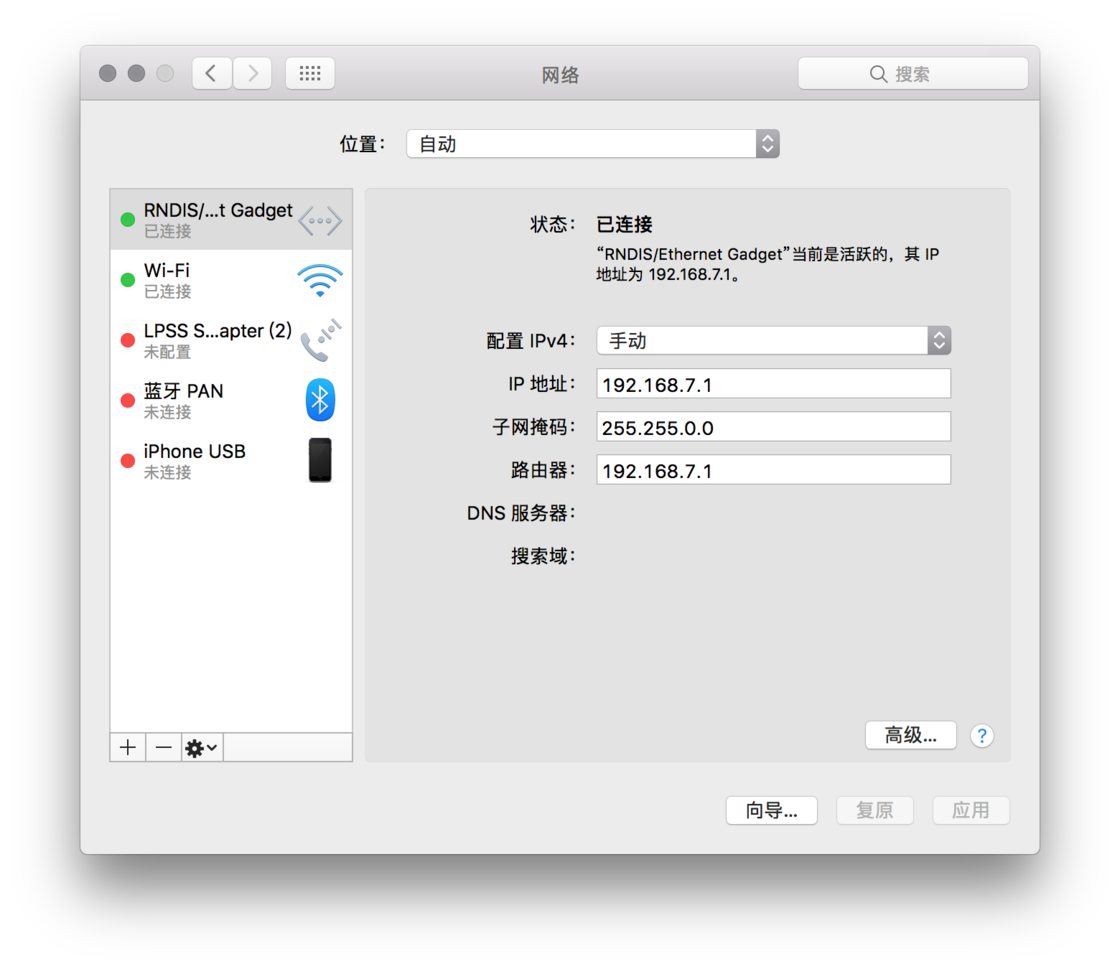 网络
搜索
位置：
自动
RNDIS/...t Gadget
已连接
Wi-Fi
已连接
LPSS S...apter (2)
未配置
蓝牙 PAN
未连接
iPhone USB
未连接
状态：
已连接
“RNDIS/Ethernet Gadget”当前是活跃的，其 IP
地址为 192.168.7.1。
配置 IPv4：
手动
IP 地址：
192.168.7.1
子网掩码：
255.255.0.0
路由器：
192.168.7.1
DNS 服务器：
搜索域：
高级...
?
向导...
复原
应用